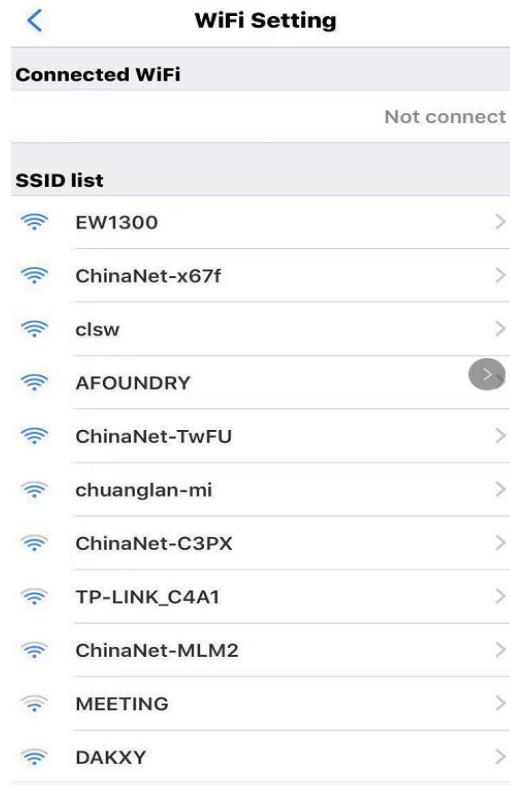 WiFi Setting
Connected WiFi
Not connect
SSID list
EW1300
ChinaNet-x67f
clsw
AFOUNDRY
ChinaNet-TwFU
chuanglan-mi
ChinaNet-C3PX
TP-LINK_C4A1
ChinaNet-MLM2
MEETING
DAKXY